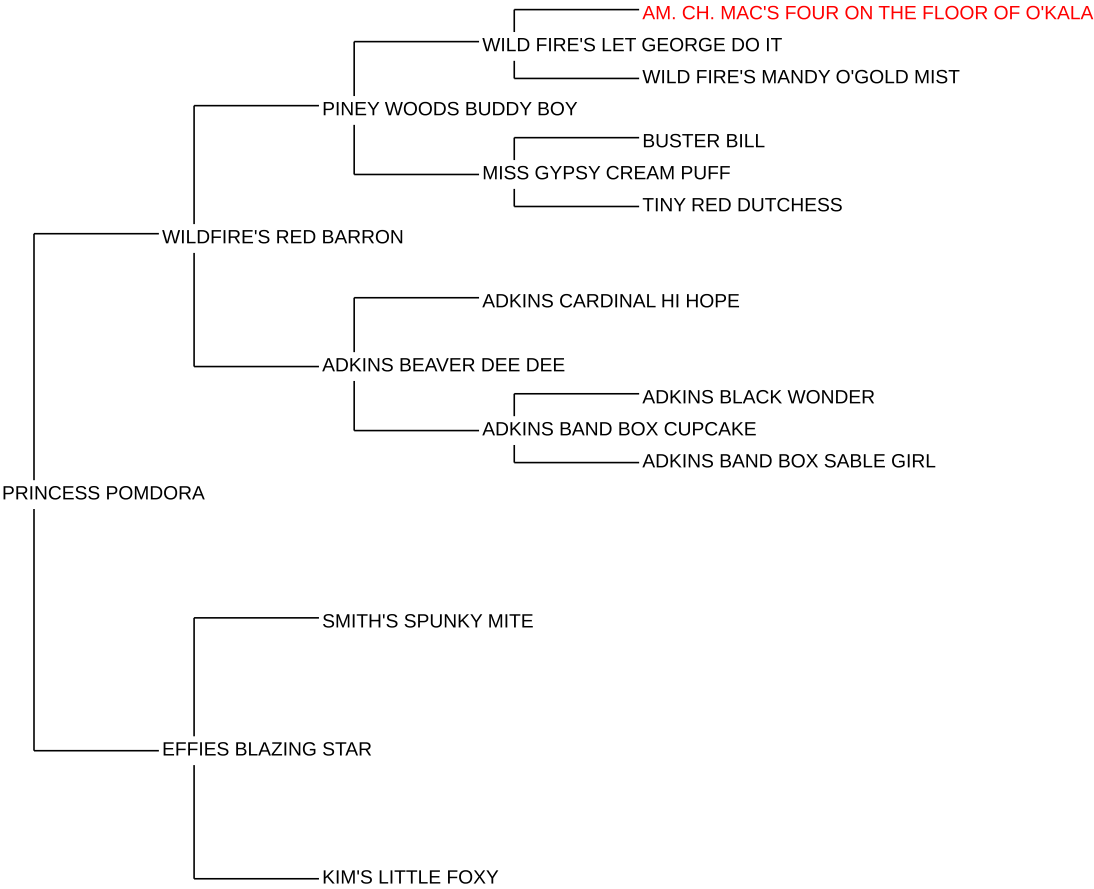 AM. CH. MAC'S FOUR ON THE FLOOR OF O'KALA
WILD FIRE'S LET GEORGE DO IT
WILD FIRE'S MANDY O'GOLD MIST
PINEY WOODS BUDDY BOY
BUSTER BILL
MISS GYPSY CREAM PUFF
TINY RED DUTCHESS
WILDFIRE'S RED BARRON
ADKINS CARDINAL HI HOPE
ADKINS BEAVER DEE DEE
ADKINS BLACK WONDER
ADKINS BAND BOX CUPCAKE
ADKINS BAND BOX SABLE GIRL
PRINCESS POMDORA
SMITH'S SPUNKY MITE
EFFIES BLAZING STAR
KIM'S LITTLE FOXY